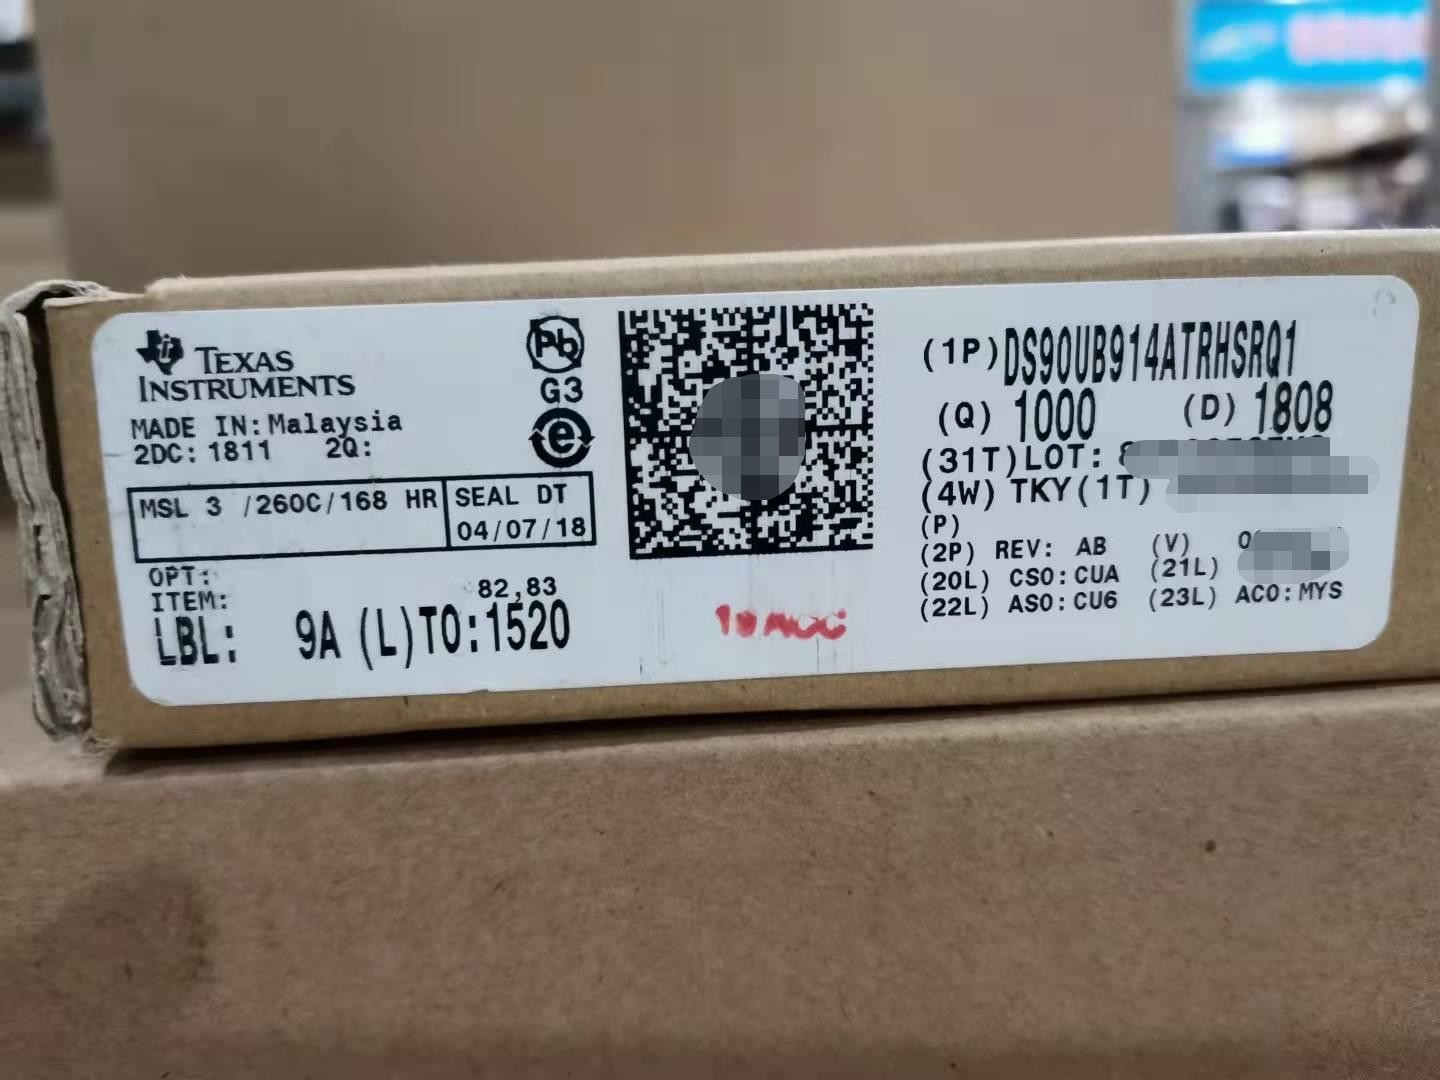 TEXAS
INSTRUMENTS
MADE IN: Malaysia
2DC: 1811 2Q:
MSL 3 /260C/168 HR
SEAL DT
04/07/18
OPT:
ITEM:
82,83
LBL: 9A (L)TO:1520
Pb
G3
e
(1P)DS90UB914ATRHSRQ1
(Q) 1000 (D) 1808
(31T)LOT:
(4W) TKY(1T)
(P)
(2P) REV: AB (V)
(20L) CSO:CUA (21L)
(22L) ASO:CU6 (23L) ACO:MYS